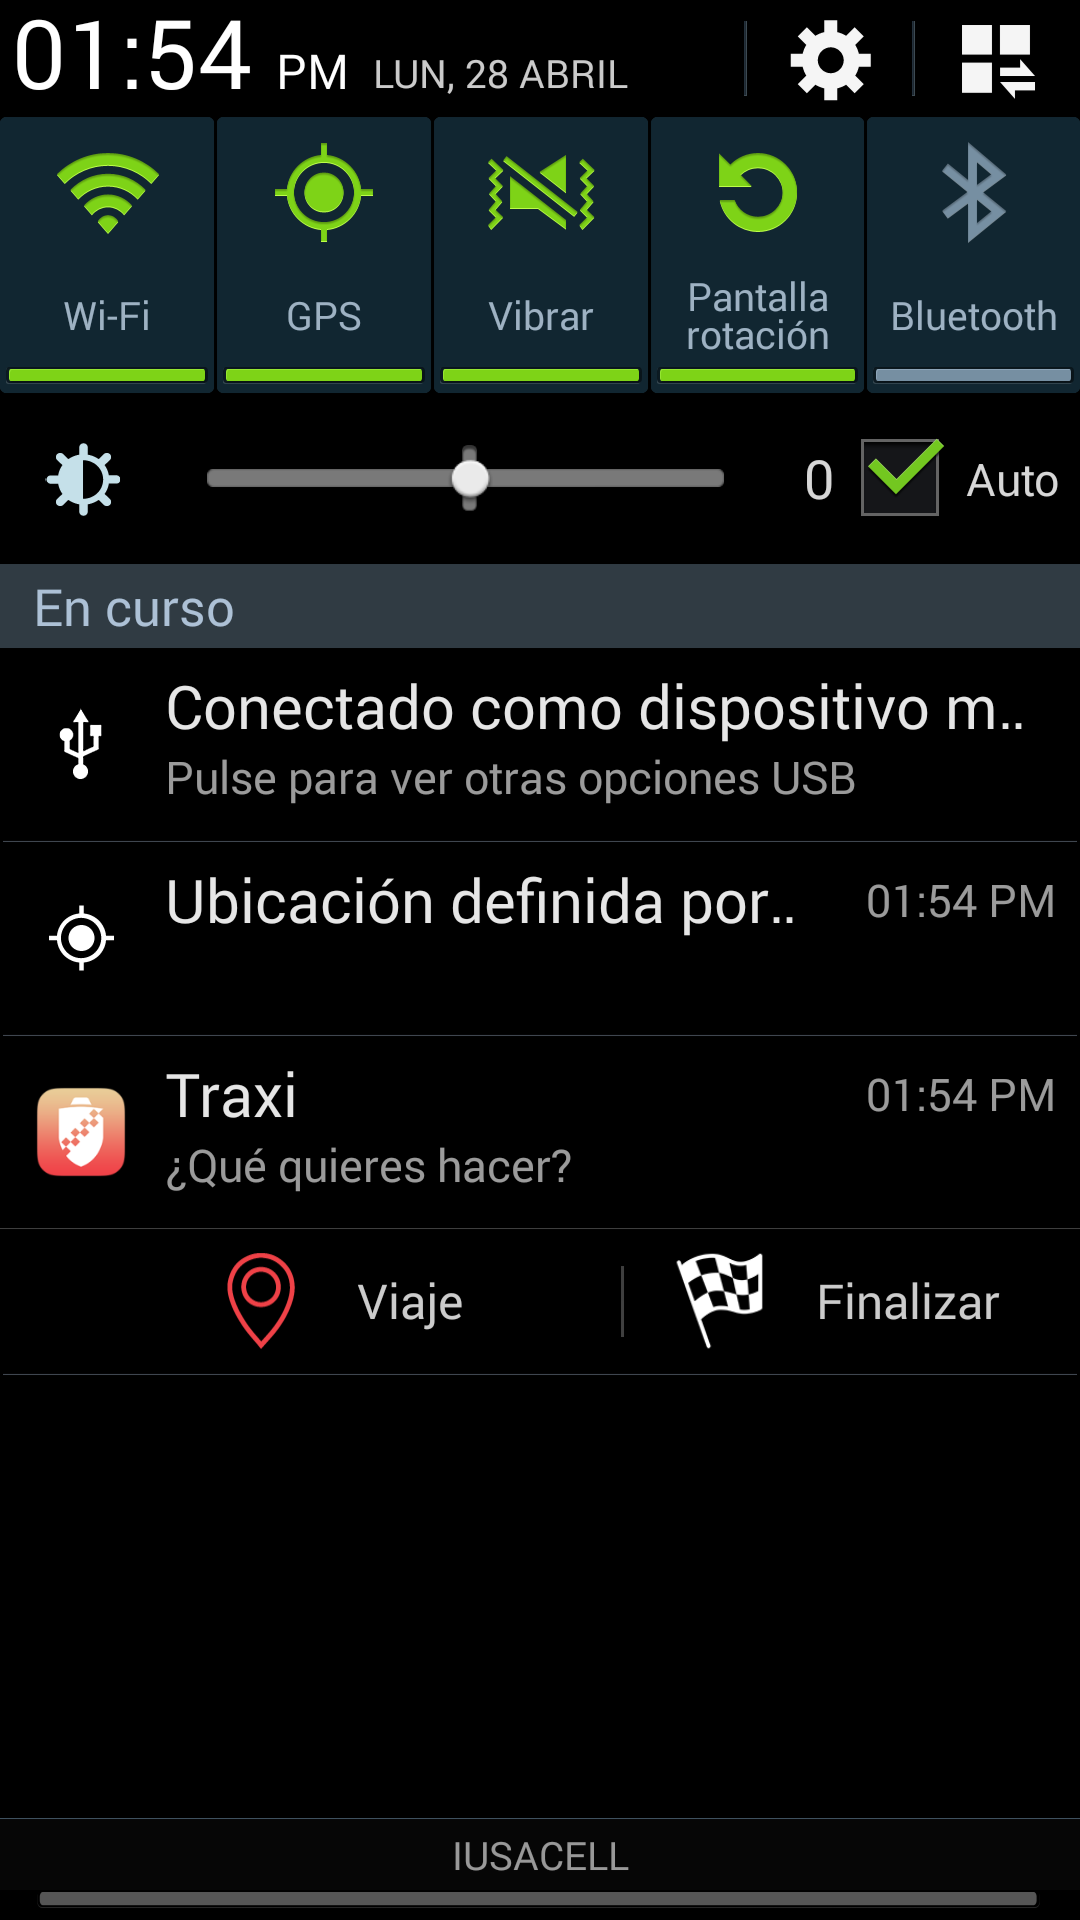 01:54 PM LUN, 28 ABRIL
Wi-Fi
GPS
Vibrar
Pantalla
rotación
Bluetooth
0
Auto
En curso
Conectado como dispositivo m..
Pulse para ver otras opciones USB
Ubicación definida por..
01:54 PM
Traxi
01:54 PM
¿Qué quieres hacer?
Viaje
Finalizar
IUSACELL